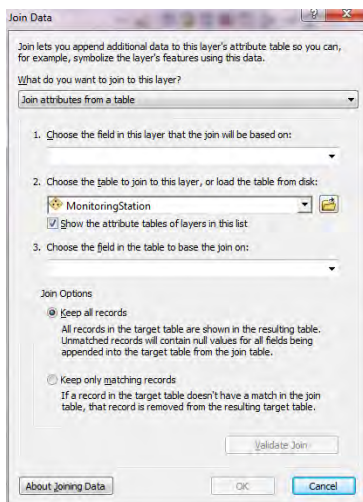 Join Data
Join lets you append additional data to this layer's attribute table so you can,
for example, symbolize the layer's features using this data.
What do you want to join to this layer?
Join attributes from a table
1. Choose the field in this layer that the join will be based on:
2. Choose the table to join to this layer, or load the table from disk:
MonitoringStation
Show the attribute tables of layers in this list
3. Choose the field in the table to base the join on:
Join Options
Keep all records
All records in the target table are shown in the resulting table.
Unmatched records will contain null values for all fields being
appended into the target table from the join table.
Keep only matching records
If a record in the target table doesn't have a match in the join
table, that record is removed from the resulting target table.
Validate Join
About Joining Data
OK
Cancel